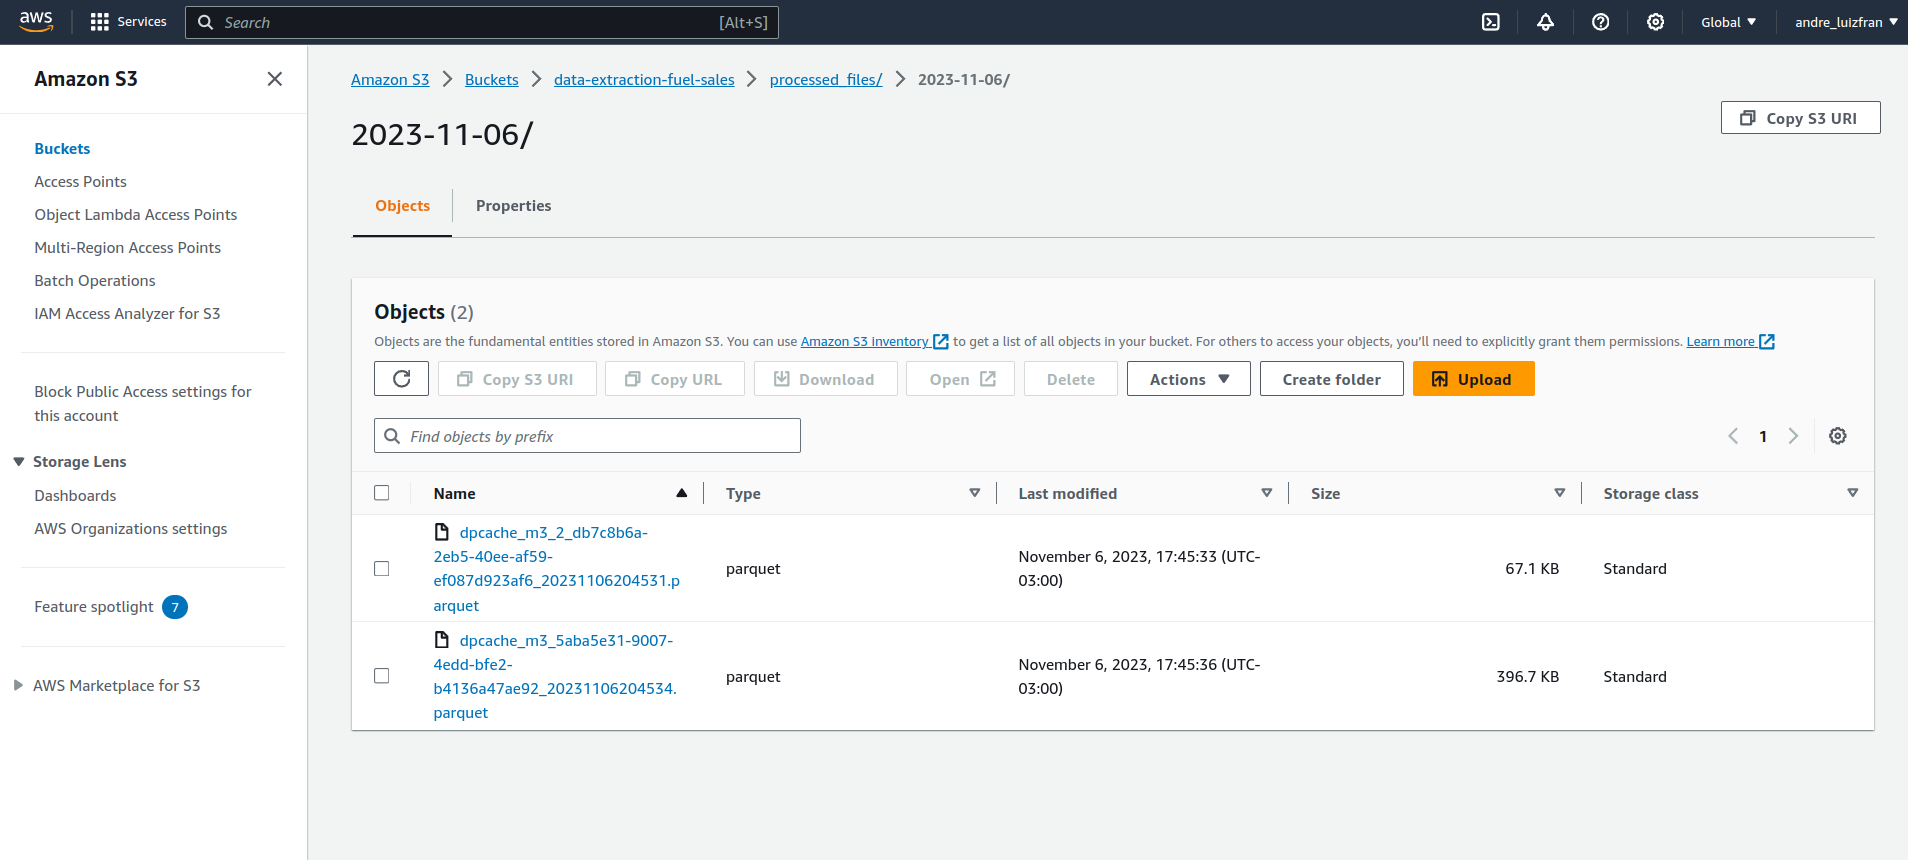 aws Services Search [Alt+S] Global andre_luizfran
Amazon S3
Buckets
Access Points
Object Lambda Access Points
Multi-Region Access Points
Batch Operations
IAM Access Analyzer for S3
Block Public Access settings for
this account
Storage Lens
Dashboards
AWS Organizations settings
Feature spotlight 7
AWS Marketplace for S3
Amazon S3 Buckets data-extraction-fuel-sales processed_files/ 2023-11-06/
2023-11-06/
Copy S3 URI
Objects Properties
Objects (2)
Objects are the fundamental entities stored in Amazon S3. You can use Amazon S3 inventory to get a list of all objects in your bucket. For others to access your objects, you'll need to explicitly grant them permissions. Learn more
Copy S3 URI Copy URL Download Open Delete Actions Create folder Upload
Find objects by prefix
1
Name Type Last modified Size Storage class
dpcache_m3_2_db7c8b6a-
2eb5-40ee-af59-
ef087d923af6_20231106204531.p
arquet
parquet
November 6, 2023, 17:45:33 (UTC-
03:00)
67.1 KB
Standard
dpcache_m3_5aba5e31-9007-
4edd-bfe2-
b4136a47ae92_20231106204534.
parquet
parquet
November 6, 2023, 17:45:36 (UTC-
03:00)
396.7 KB
Standard